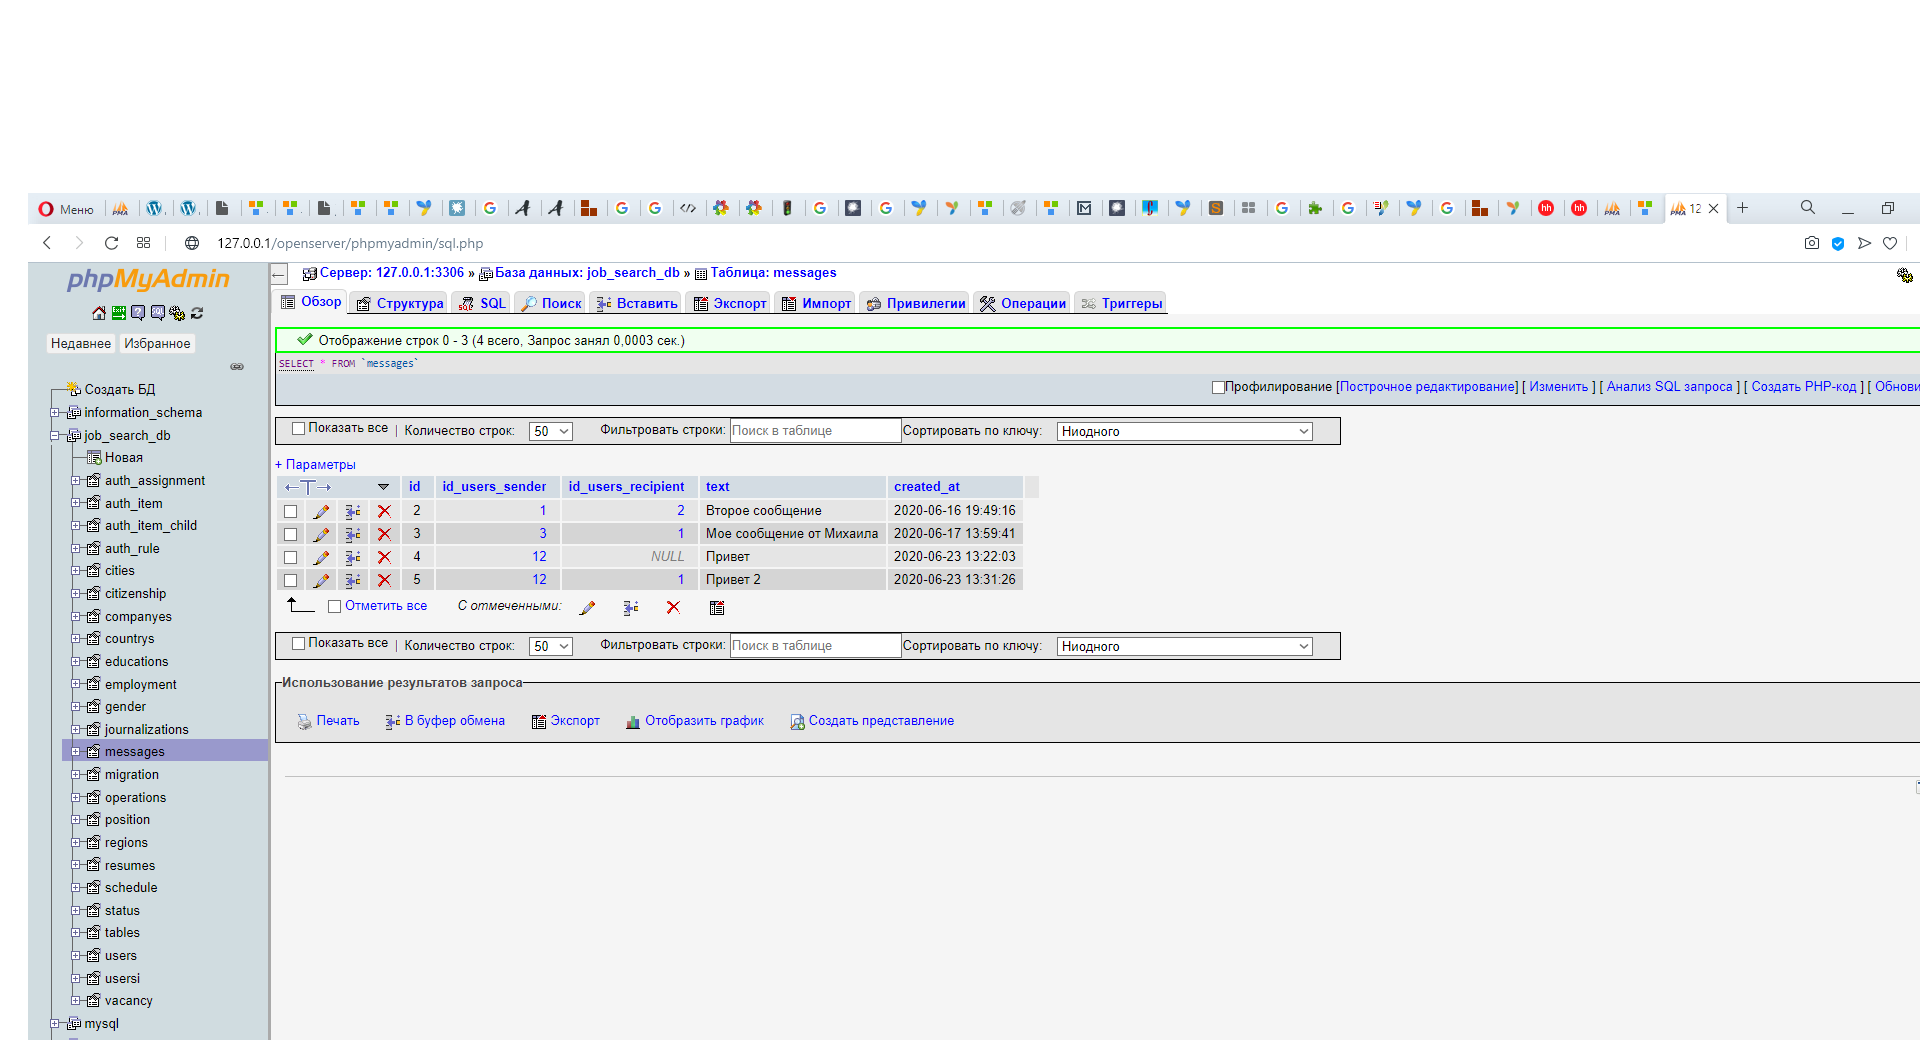 Меню
12
127.0.0.1/openserver/phpmyadmin/sql.php
phpMyAdmin
Недавнее Избранное
Создать БД
information_schema
job_search_db
Новая
auth_assignment
auth_item
auth_item_child
auth_rule
cities
citizenship
companyes
countrys
educations
employment
gender
journalizations
messages
migration
operations
position
regions
resumes
schedule
status
tables
users
usersi
vacancy
mysql
Сервер: 127.0.0.1:3306 » База данных: job_search_db » Таблица: messages
Обзор Структура SQL Поиск Вставить Экспорт Импорт Привилегии Операции Триггеры
Отображение строк 0 - 3 (4 всего, Запрос занял 0,0003 сек.)
SELECT * FROM `messages`
Профилирование [Построчное редактирование] [ Изменить ] [ Анализ SQL запроса ] [ Создать PHP-код ] [ Обнови
Показать все | Количество строк: 50 Фильтровать строки: Поиск в таблице Сортировать по ключу: Ниодного
+ Параметры
←T→ id id_users_sender id_users_recipient text created_at
2 1 2 Второе сообщение 2020-06-16 19:49:16
3 3 1 Мое сообщение от Михаила 2020-06-17 13:59:41
4 12 NULL Привет 2020-06-23 13:22:03
5 12 1 Привет 2 2020-06-23 13:31:26
Отметить все С отмеченными:
Показать все | Количество строк: 50 Фильтровать строки: Поиск в таблице Сортировать по ключу: Ниодного
Использование результатов запроса
Печать В буфер обмена Экспорт Отобразить график Создать представление